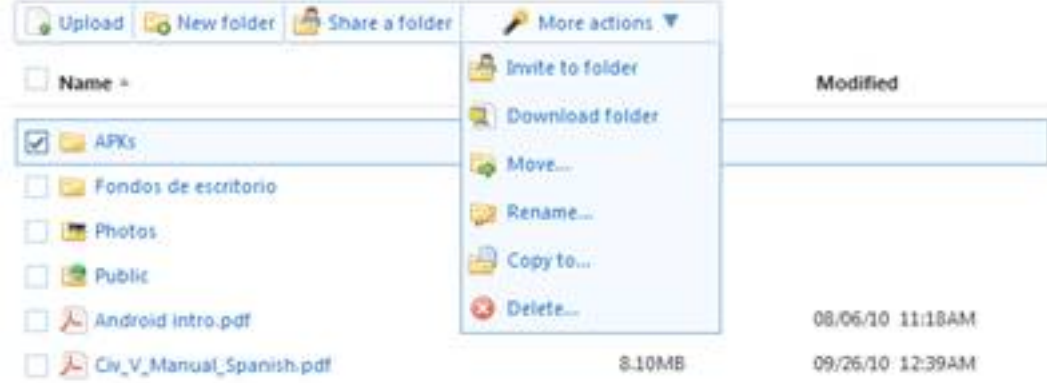 Upload New folder Share a folder More actions ▼
Invite to folder
Name Modified
Download folder
APKs
Move...
Fondos de escritorio
Rename...
Photos
Copy to...
Public
Delete...
Android intro.pdf 08/06/10 11:18AM
Civ_V_Manual_Spanish.pdf 8.10MB 09/26/10 12:39AM